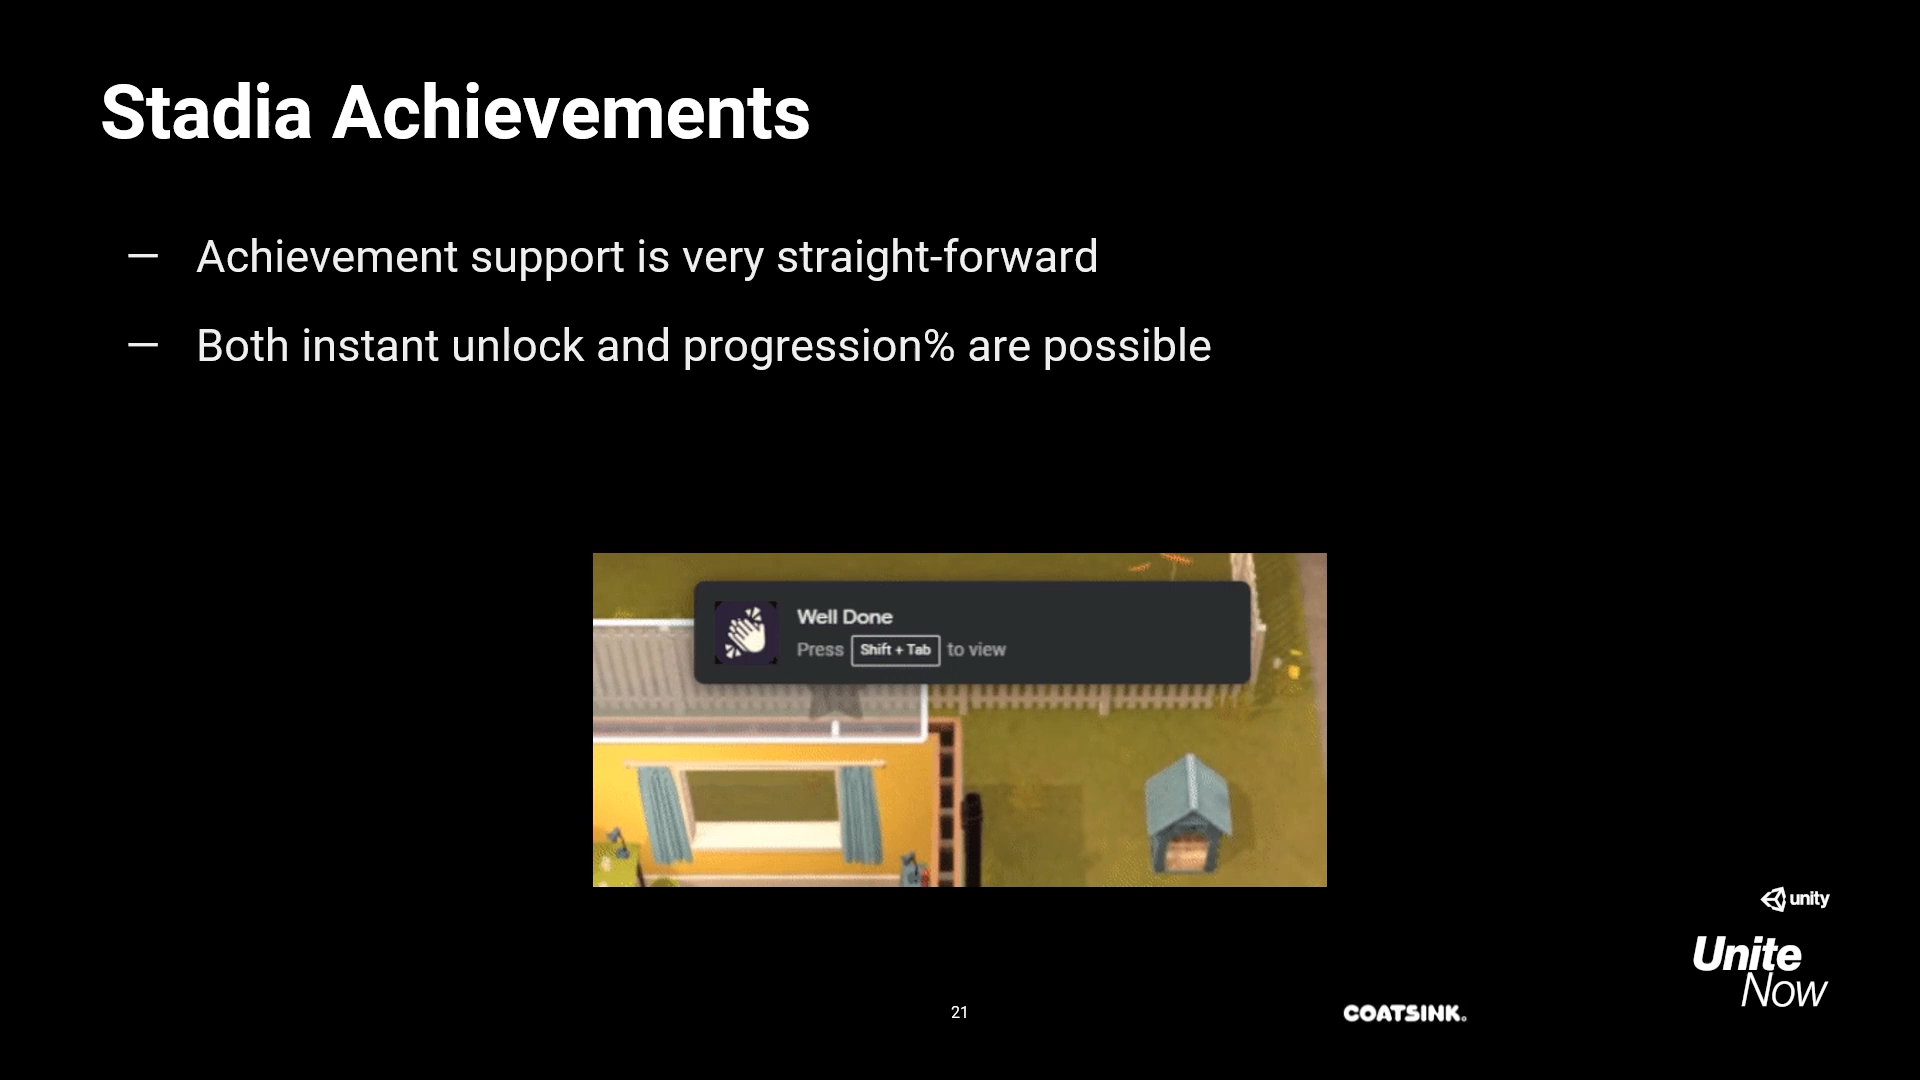 Stadia Achievements
— Achievement support is very straight-forward
— Both instant unlock and progression% are possible
Well Done
Press Shift + Tab to view
unity
Unite
Now
21
COATSINK.